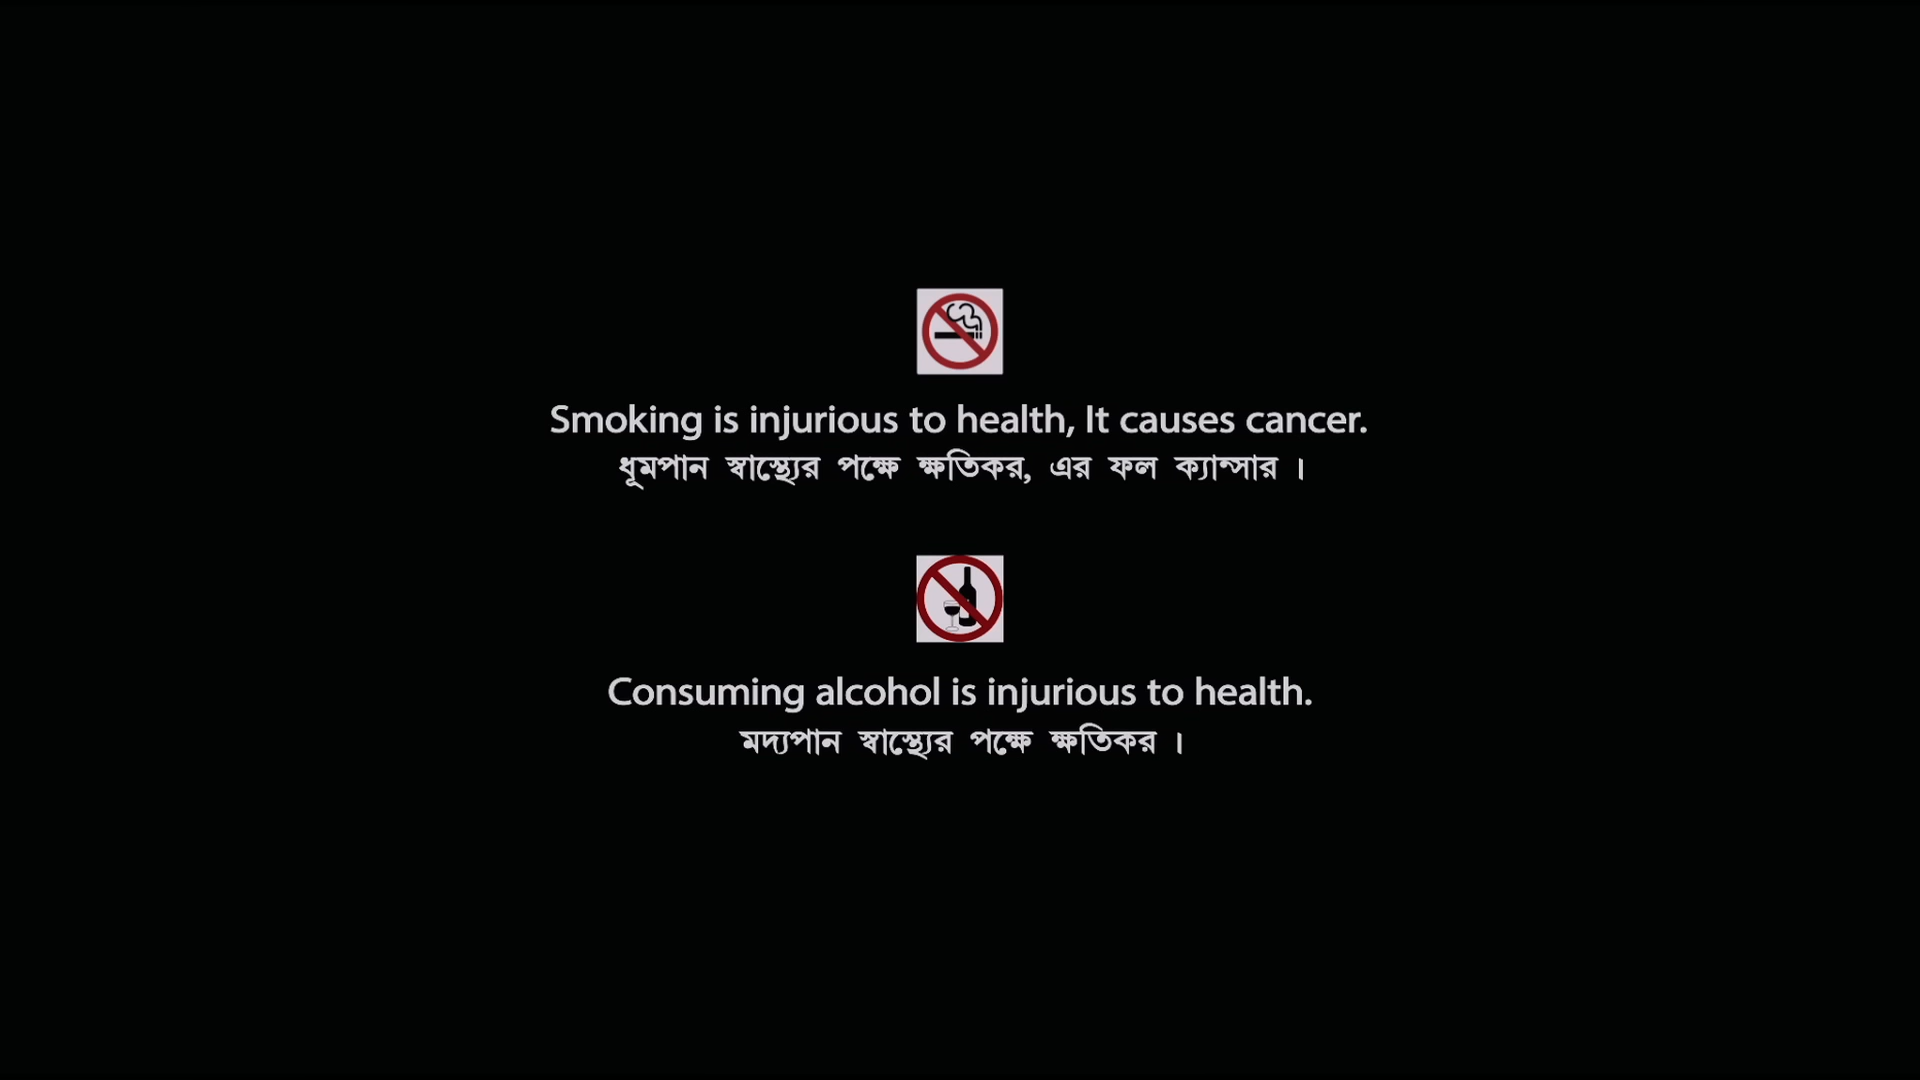 Smoking is injurious to health, It causes cancer.
ধূমপান স্বাস্থ্যের পক্ষে ক্ষতিকর, এর ফল ক্যান্সার ।
Consuming alcohol is injurious to health.
মদ্যপান স্বাস্থ্যের পক্ষে ক্ষতিকর ।